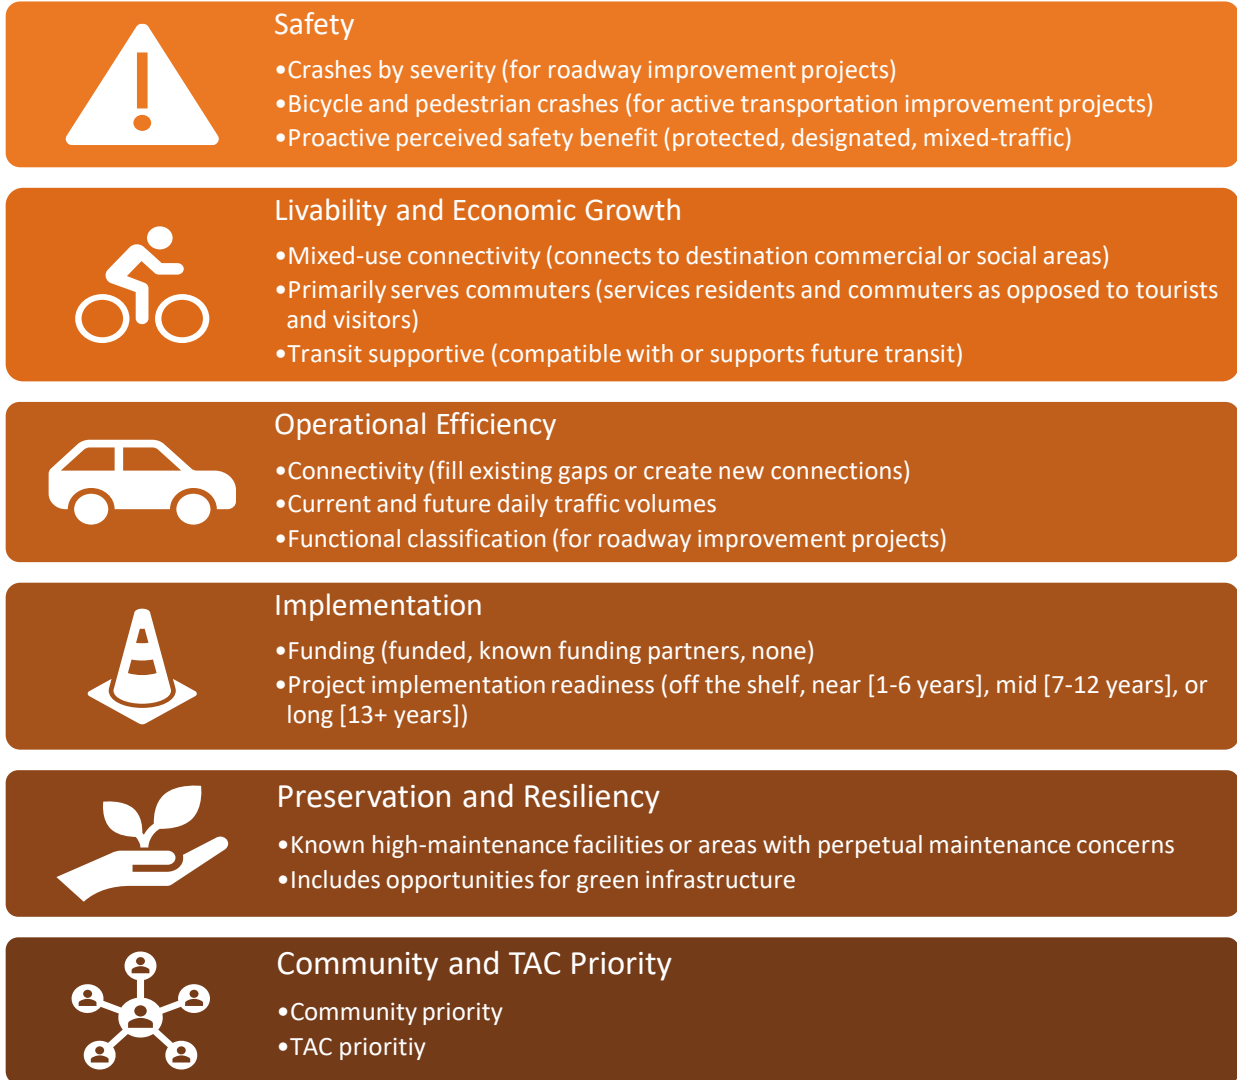 Safety
•Crashes by severity (for roadway improvement projects)
•Bicycle and pedestrian crashes (for active transportation improvement projects)
•Proactive perceived safety benefit (protected, designated, mixed-traffic)
Livability and Economic Growth
•Mixed-use connectivity (connects to destination commercial or social areas)
•Primarily serves commuters (services residents and commuters as opposed to tourists
and visitors)
•Transit supportive (compatible with or supports future transit)
Operational Efficiency
•Connectivity (fill existing gaps or create new connections)
•Current and future daily traffic volumes
•Functional classification (for roadway improvement projects)
Implementation
•Funding (funded, known funding partners, none)
•Project implementation readiness (off the shelf, near [1-6 years], mid [7-12 years], or
long [13+ years])
Preservation and Resiliency
•Known high-maintenance facilities or areas with perpetual maintenance concerns
•Includes opportunities for green infrastructure
Community and TAC Priority
•Community priority
•TAC prioritiy